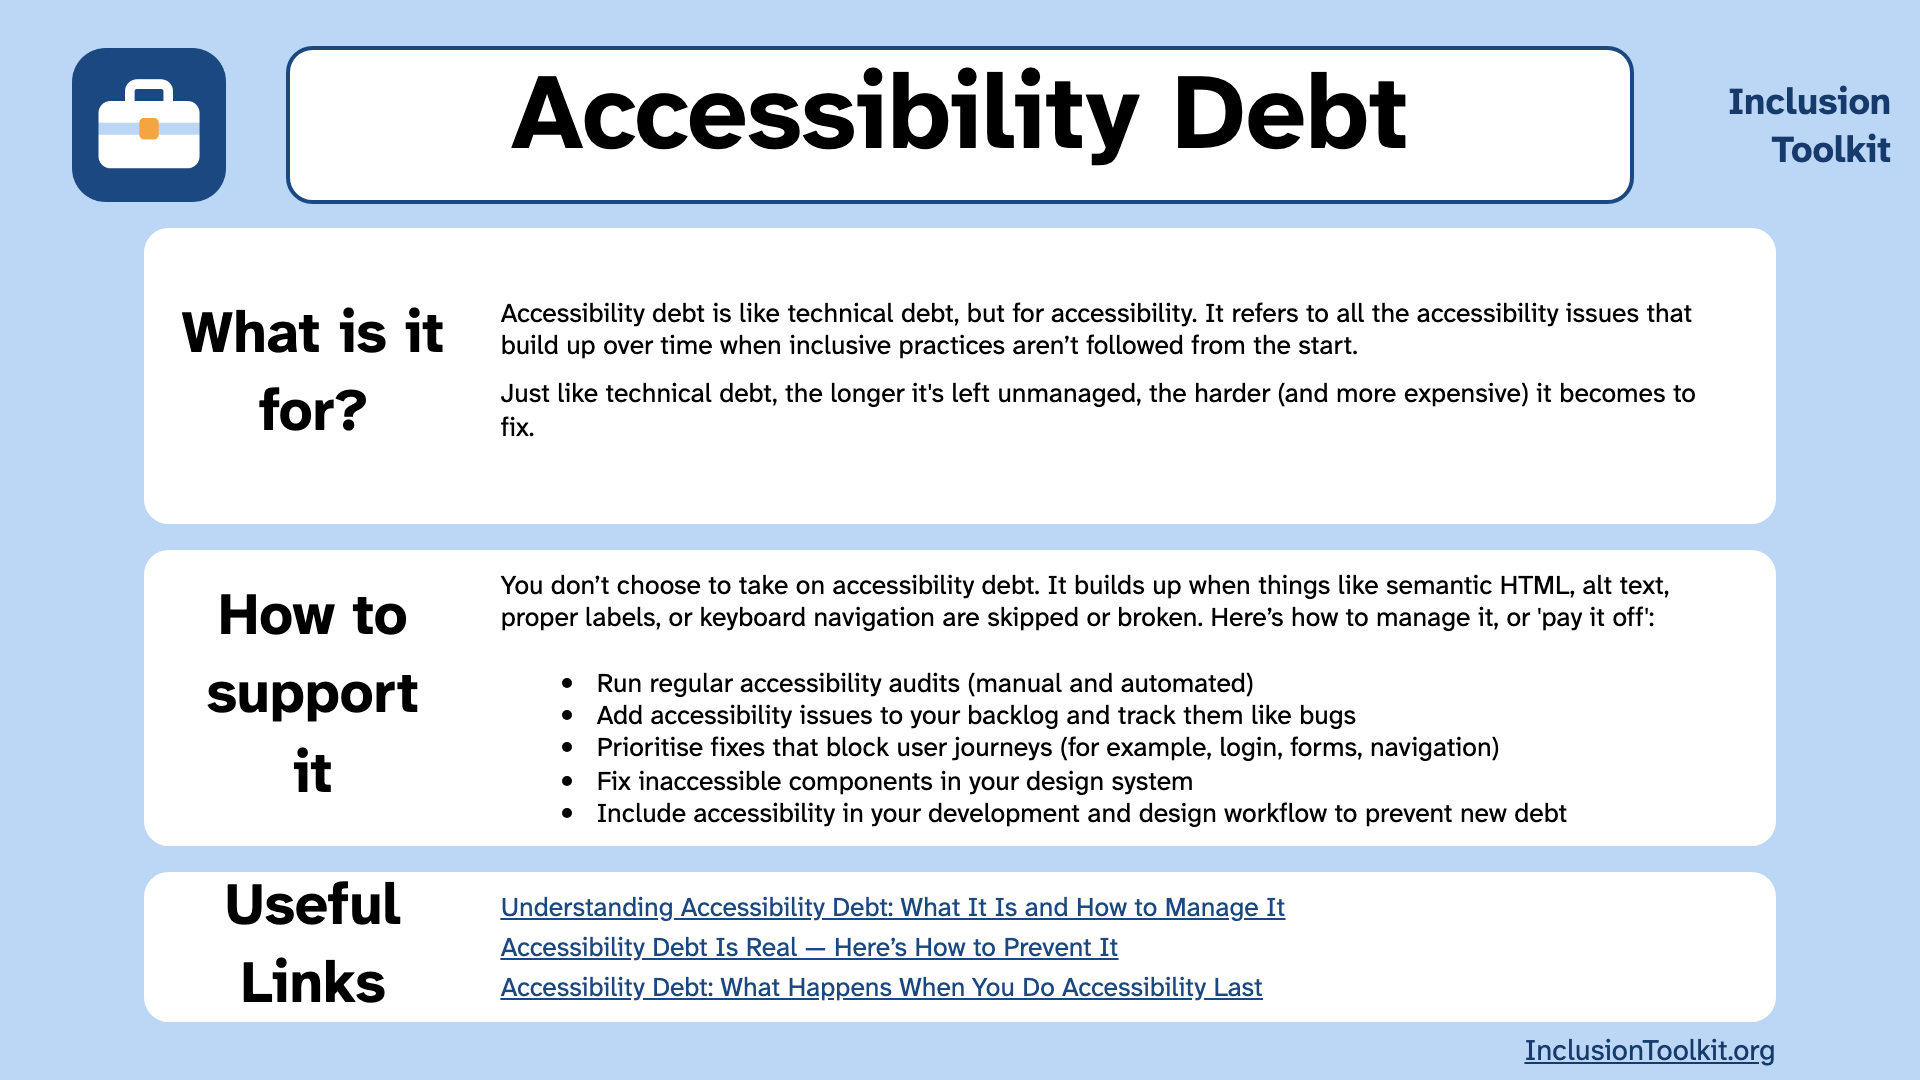 Accessibility Debt
Inclusion
Toolkit
What is it
for?
Accessibility debt is like technical debt, but for accessibility. It refers to all the accessibility issues that
build up over time when inclusive practices aren’t followed from the start.
Just like technical debt, the longer it's left unmanaged, the harder (and more expensive) it becomes to
fix.
How to
support
it
You don’t choose to take on accessibility debt. It builds up when things like semantic HTML, alt text,
proper labels, or keyboard navigation are skipped or broken. Here’s how to manage it, or 'pay it off':
• Run regular accessibility audits (manual and automated)
• Add accessibility issues to your backlog and track them like bugs
• Prioritise fixes that block user journeys (for example, login, forms, navigation)
• Fix inaccessible components in your design system
• Include accessibility in your development and design workflow to prevent new debt
Useful
Links
Understanding Accessibility Debt: What It Is and How to Manage It
Accessibility Debt Is Real — Here’s How to Prevent It
Accessibility Debt: What Happens When You Do Accessibility Last
InclusionToolkit.org